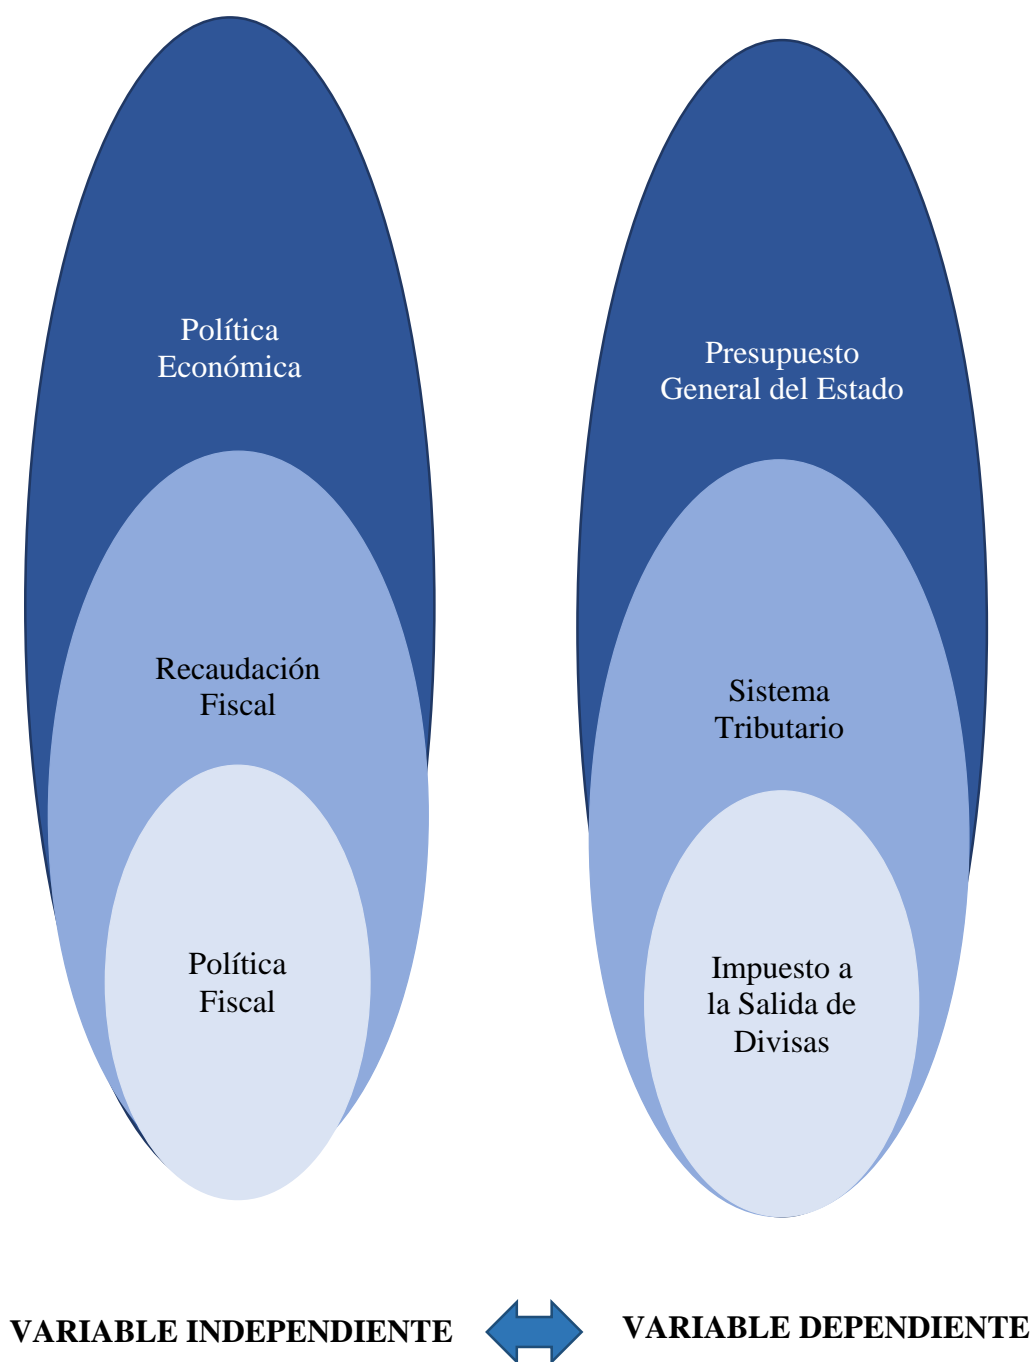 Política
Económica
Recaudación
Fiscal
Política
Fiscal
Presupuesto
General del Estado
Sistema
Tributario
Impuesto a
la Salida de
Divisas
VARIABLE INDEPENDIENTE
VARIABLE DEPENDIENTE